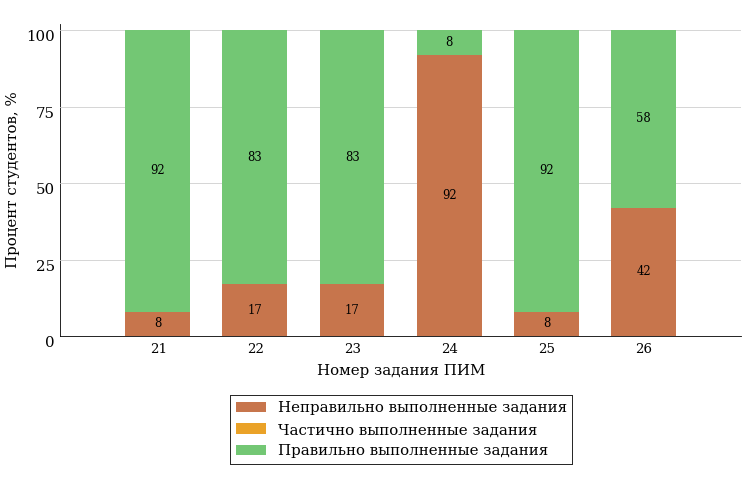 Процент студентов, %
100
75
50
25
0
92
83
83
8
92
58
8
17
17
92
8
42
21 22 23 24 25 26
Номер задания ПИМ
Неправильно выполненные задания
Частично выполненные задания
Правильно выполненные задания